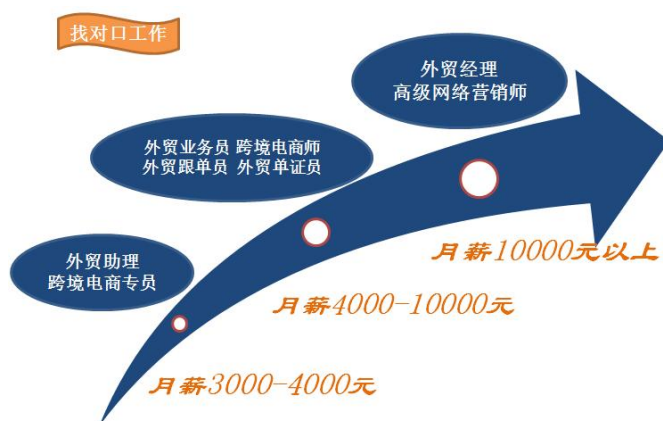 找对口工作
外贸经理
高级网络营销师
外贸业务员 跨境电商师
外贸跟单员 外贸单证员
月薪10000元以上
外贸助理
跨境电商专员
月薪4000-10000元
月薪3000-4000元